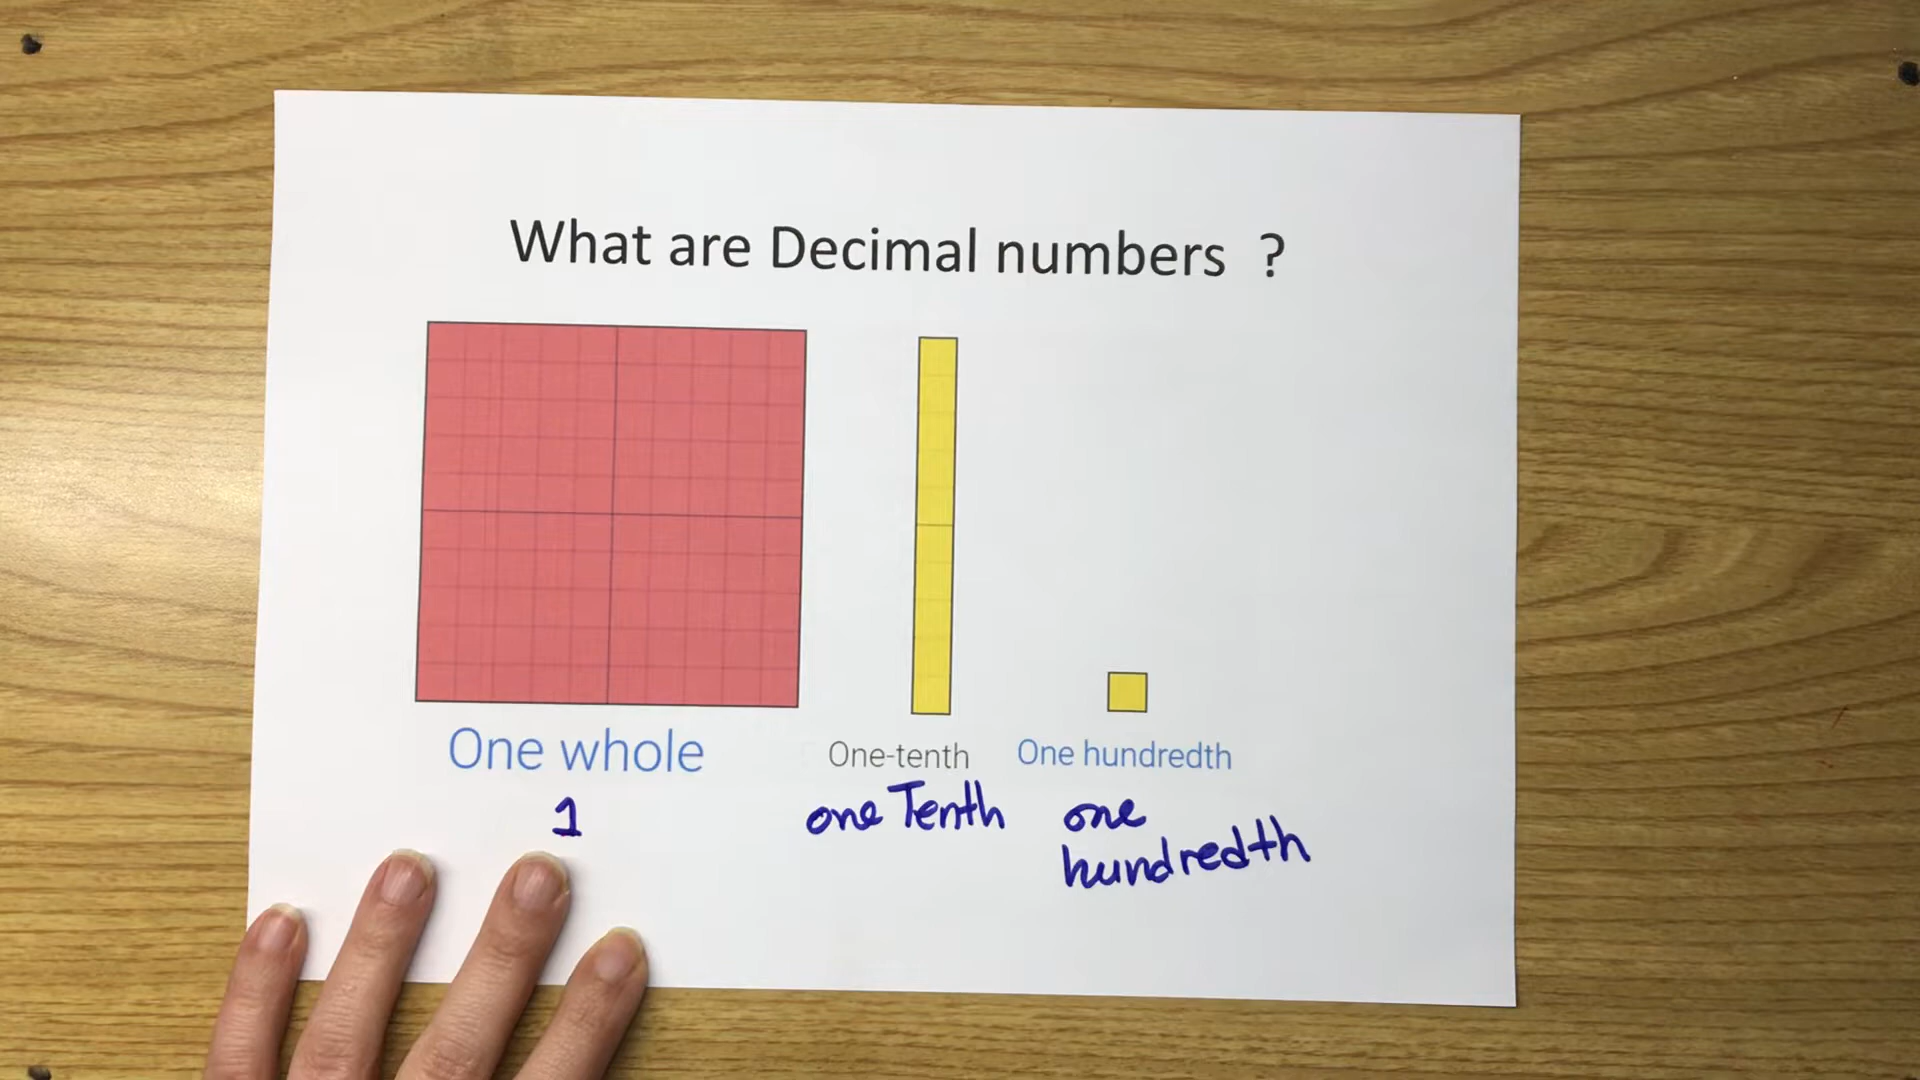 What are Decimal numbers ?
One whole
One-tenth
One hundredth
1
one Tenth
one
hundredth